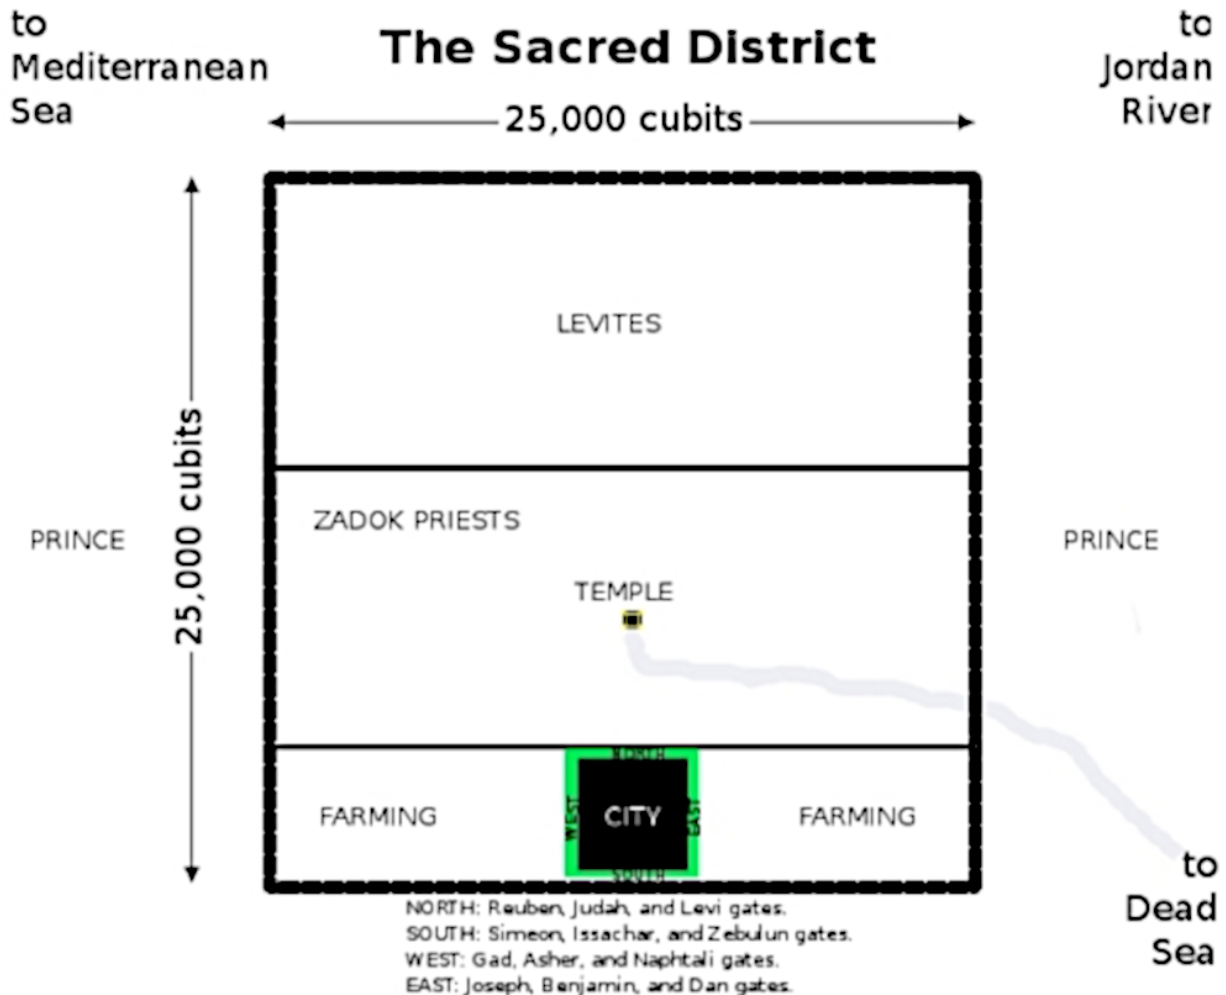 to
Mediterranean
Sea
The Sacred District
to
Jordan
River
25,000 cubits
25,000 cubits
LEVITES
ZADOK PRIESTS
PRINCE
TEMPLE
PRINCE
NORTH
FARMING
WEST
CITY
EAST
FARMING
SOUTH
to
Dead
Sea
NORTH: Reuben, Judah, and Levi gates.
SOUTH: Simeon, Issachar, and Zebulun gates.
WEST: Gad, Asher, and Naphtali gates.
EAST: Joseph, Benjamin, and Dan gates.